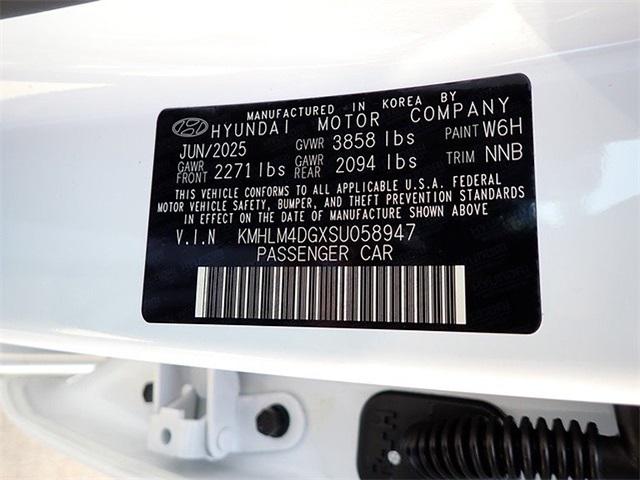 MANUFACTURED IN KOREA BY
HYUNDAI MOTOR COMPANY
JUN/2025 GVWR 3858 lbs PAINT W6H
GAWR FRONT 2271 lbs GAWR REAR 2094 lbs TRIM NNB
THIS VEHICLE CONFORMS TO ALL APPLICABLE U.S.A. FEDERAL
MOTOR VEHICLE SAFETY, BUMPER, AND THEFT PREVENTION STANDARDS
IN EFFECT ON THE DATE OF MANUFACTURE SHOWN ABOVE
V.I.N KMHLM4DGXSU058947
PASSENGER CAR